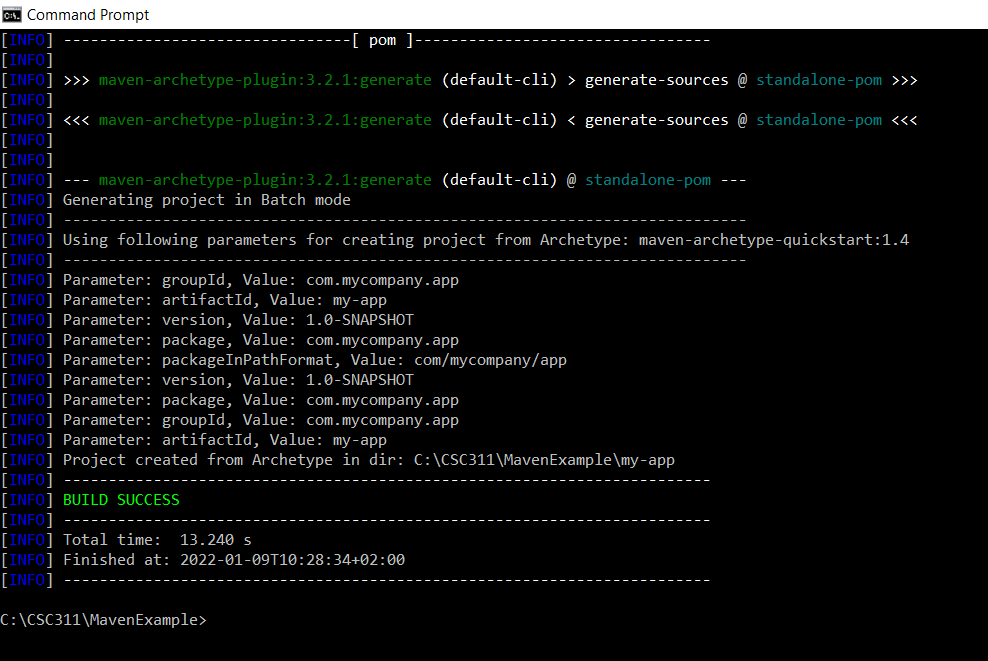 Command Prompt
[INFO] --------------------------------[ pom ]---------------------------------
[INFO]
[INFO] >>> maven-archetype-plugin:3.2.1:generate (default-cli) > generate-sources @ standalone-pom >>>
[INFO]
[INFO] <<< maven-archetype-plugin:3.2.1:generate (default-cli) < generate-sources @ standalone-pom <<<
[INFO]
[INFO]
[INFO] --- maven-archetype-plugin:3.2.1:generate (default-cli) @ standalone-pom ---
[INFO] Generating project in Batch mode
[INFO] ----------------------------------------------------------------------------
[INFO] Using following parameters for creating project from Archetype: maven-archetype-quickstart:1.4
[INFO] ----------------------------------------------------------------------------
[INFO] Parameter: groupId, Value: com.mycompany.app
[INFO] Parameter: artifactId, Value: my-app
[INFO] Parameter: version, Value: 1.0-SNAPSHOT
[INFO] Parameter: package, Value: com.mycompany.app
[INFO] Parameter: packageInPathFormat, Value: com/mycompany/app
[INFO] Parameter: version, Value: 1.0-SNAPSHOT
[INFO] Parameter: package, Value: com.mycompany.app
[INFO] Parameter: groupId, Value: com.mycompany.app
[INFO] Parameter: artifactId, Value: my-app
[INFO] Project created from Archetype in dir: C:\CSC311\MavenExample\my-app
[INFO] ------------------------------------------------------------------------
[INFO] BUILD SUCCESS
[INFO] ------------------------------------------------------------------------
[INFO] Total time:  13.240 s
[INFO] Finished at: 2022-01-09T10:28:34+02:00
[INFO] ------------------------------------------------------------------------
C:\CSC311\MavenExample>